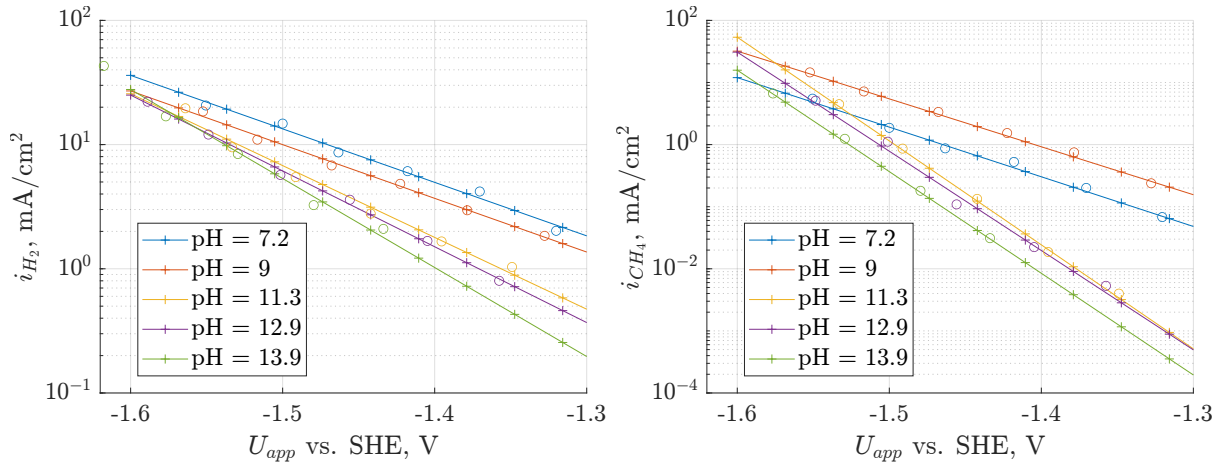 i_{H_2}, mA/cm^2
10^2
10^1
10^0
10^{-1}
pH = 7.2
pH = 9
pH = 11.3
pH = 12.9
pH = 13.9
-1.6 -1.5 -1.4 -1.3
U_{app} vs. SHE, V
i_{CH_4}, mA/cm^2
10^2
10^0
10^{-2}
10^{-4}
pH = 7.2
pH = 9
pH = 11.3
pH = 12.9
pH = 13.9
-1.6 -1.5 -1.4 -1.3
U_{app} vs. SHE, V